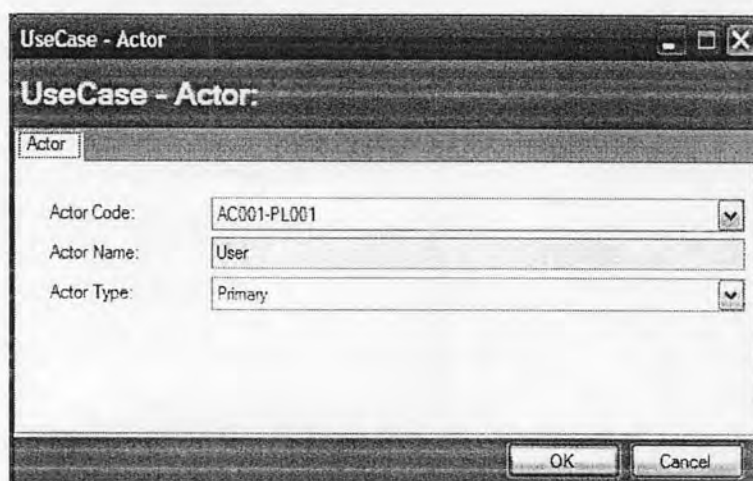 UseCase - Actor
UseCase - Actor:
Actor
Actor Code: AC001-PL001
Actor Name: User
Actor Type: Primary
OK Cancel